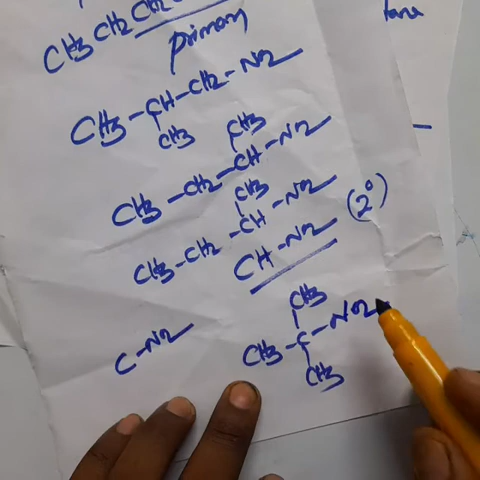 CH3 CH2 CH2
primary
CH3-CH-CH2-NO2
CH3
CH3
CH3-CH2-CH-NO2
CH3
CH3-CH2-CH-NO2
CH-NO2 (2°)
CH3
C-NO2
CH3-C-NO2
CH3